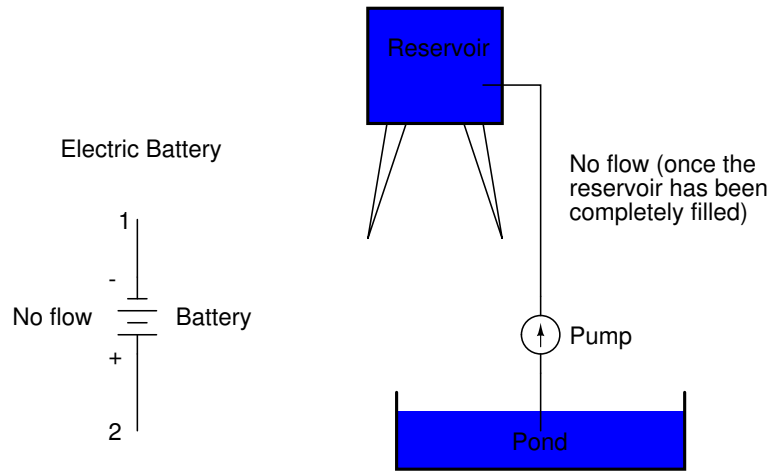 Reservoir
Electric Battery
No flow (once the
reservoir has been
completely filled)
1
-
No flow
Battery
+
2
Pump
Pond